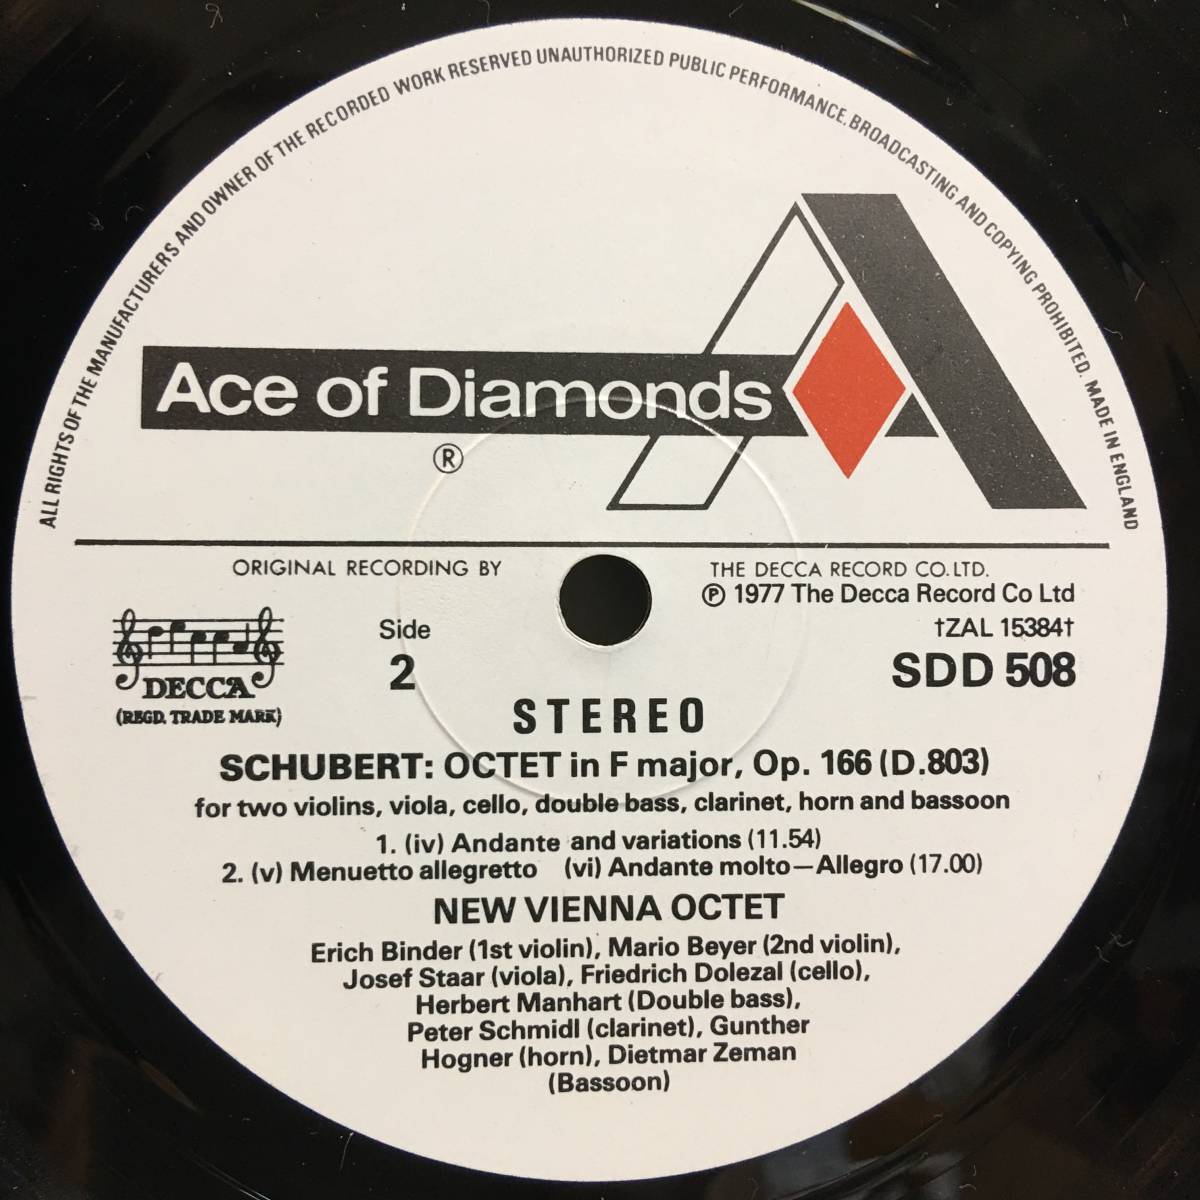 ALL RIGHTS OF THE MANUFACTURERS AND OWNER OF THE RECORDED WORK RESERVED UNAUTHORIZED PUBLIC PERFORMANCE, BROADCASTING AND COPYING PROHIBITED. MADE IN ENGLAND
Ace of Diamonds
®
ORIGINAL RECORDING BY THE DECCA RECORD CO. LTD.
℗ 1977 The Decca Record Co Ltd
Side
†ZAL 15384†
2
SDD 508
DECCA
(REGD. TRADE MARK)
STEREO
SCHUBERT: OCTET in F major, Op. 166 (D.803)
for two violins, viola, cello, double bass, clarinet, horn and bassoon
1. (iv) Andante and variations (11.54)
2. (v) Menuetto allegretto (vi) Andante molto—Allegro (17.00)
NEW VIENNA OCTET
Erich Binder (1st violin), Mario Beyer (2nd violin),
Josef Staar (viola), Friedrich Dolezal (cello),
Herbert Manhart (Double bass),
Peter Schmidl (clarinet), Gunther
Hogner (horn), Dietmar Zeman
(Bassoon)